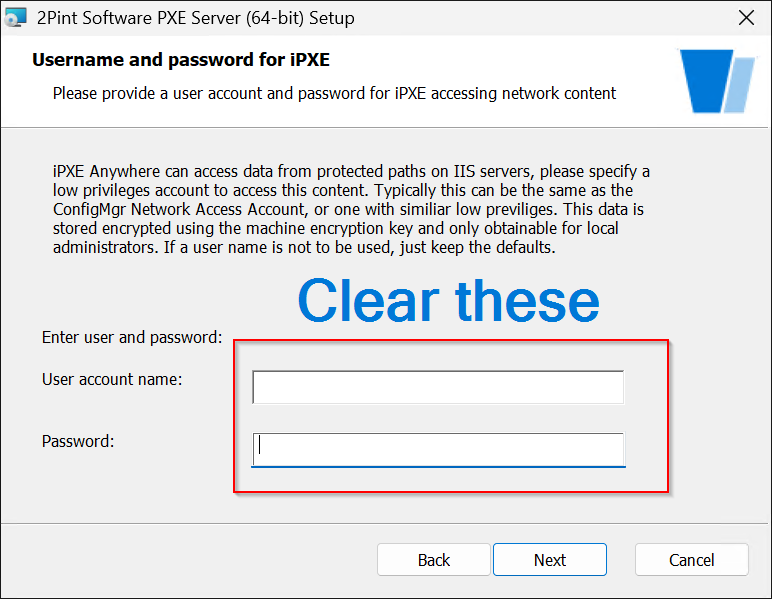 2Pint Software PXE Server (64-bit) Setup
Username and password for iPXE
Please provide a user account and password for iPXE accessing network content
iPXE Anywhere can access data from protected paths on IIS servers, please specify a
low privileges account to access this content. Typically this can be the same as the
ConfigMgr Network Access Account, or one with similiar low previliges. This data is
stored encrypted using the machine encryption key and only obtainable for local
administrators. If a user name is not to be used, just keep the defaults.
Clear these
Enter user and password:
User account name:
Password:
Back
Next
Cancel